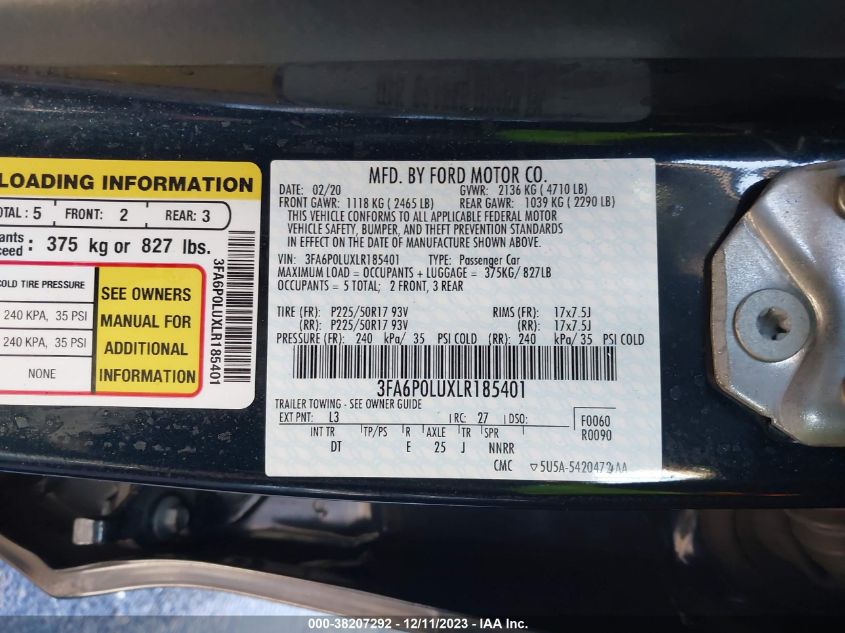 LOADING INFORMATION
TOTAL : 5 FRONT: 2 REAR: 3
375 kg or 827 lbs.
COLD TIRE PRESSURE
240 KPA, 35 PSI
240 KPA, 35 PSI
NONE
SEE OWNERS
MANUAL FOR
ADDITIONAL
INFORMATION
3FA6P0LUXLR185401
MFD. BY FORD MOTOR CO.
DATE: 02/20 GVWR: 2136 KG ( 4710 LB)
FRONT GAWR: 1118 KG ( 2465 LB) REAR GAWR: 1039 KG ( 2290 LB)
THIS VEHICLE CONFORMS TO ALL APPLICABLE FEDERAL MOTOR
VEHICLE SAFETY, BUMPER, AND THEFT PREVENTION STANDARDS
IN EFFECT ON THE DATE OF MANUFACTURE SHOWN ABOVE.
VIN: 3FA6P0LUXLR185401 TYPE: Passenger Car
MAXIMUM LOAD = OCCUPANTS + LUGGAGE = 375KG/ 827LB
OCCUPANTS = 5 TOTAL; 2 FRONT, 3 REAR
TIRE (FR): P225/50R17 93V RIMS (FR): 17x7.5J
(RR): P225/50R17 93V (RR): 17x7.5J
PRESSURE (FR): 240 kPa/ 35 PSI COLD (RR): 240 kPa/ 35 PSI COLD
3FA6P0LUXLR185401
TRAILER TOWING - SEE OWNER GUIDE
EXT PNT: L3 RC: 27 DSO: F0060
R0090
INT TR TP/PS R AXLE TR SPR
DT E 25 J NNRR
CMC
000-38207292 - 12/11/2023 - IAA Inc.